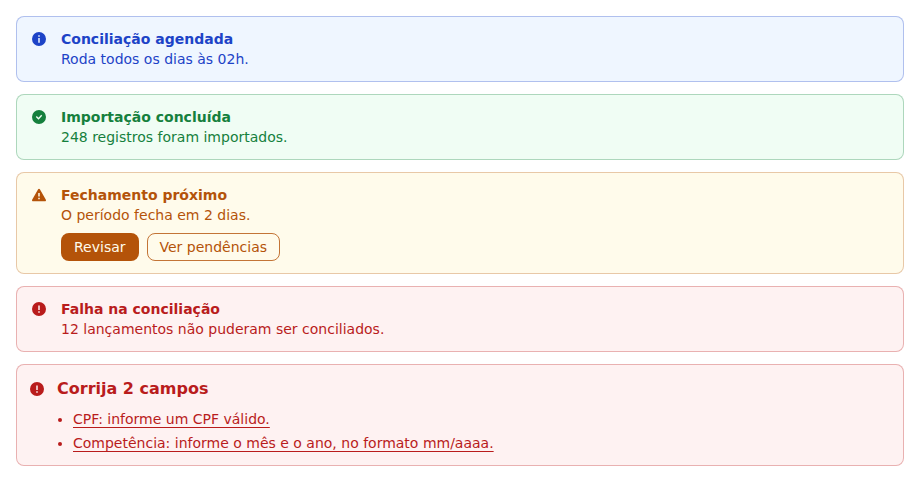 Conciliação agendada
Roda todos os dias às 02h.
Importação concluída
248 registros foram importados.
Fechamento próximo
O período fecha em 2 dias.
Revisar
Ver pendências
Falha na conciliação
12 lançamentos não puderam ser conciliados.
Corrija 2 campos
CPF: informe um CPF válido.
Competência: informe o mês e o ano, no formato mm/aaaa.